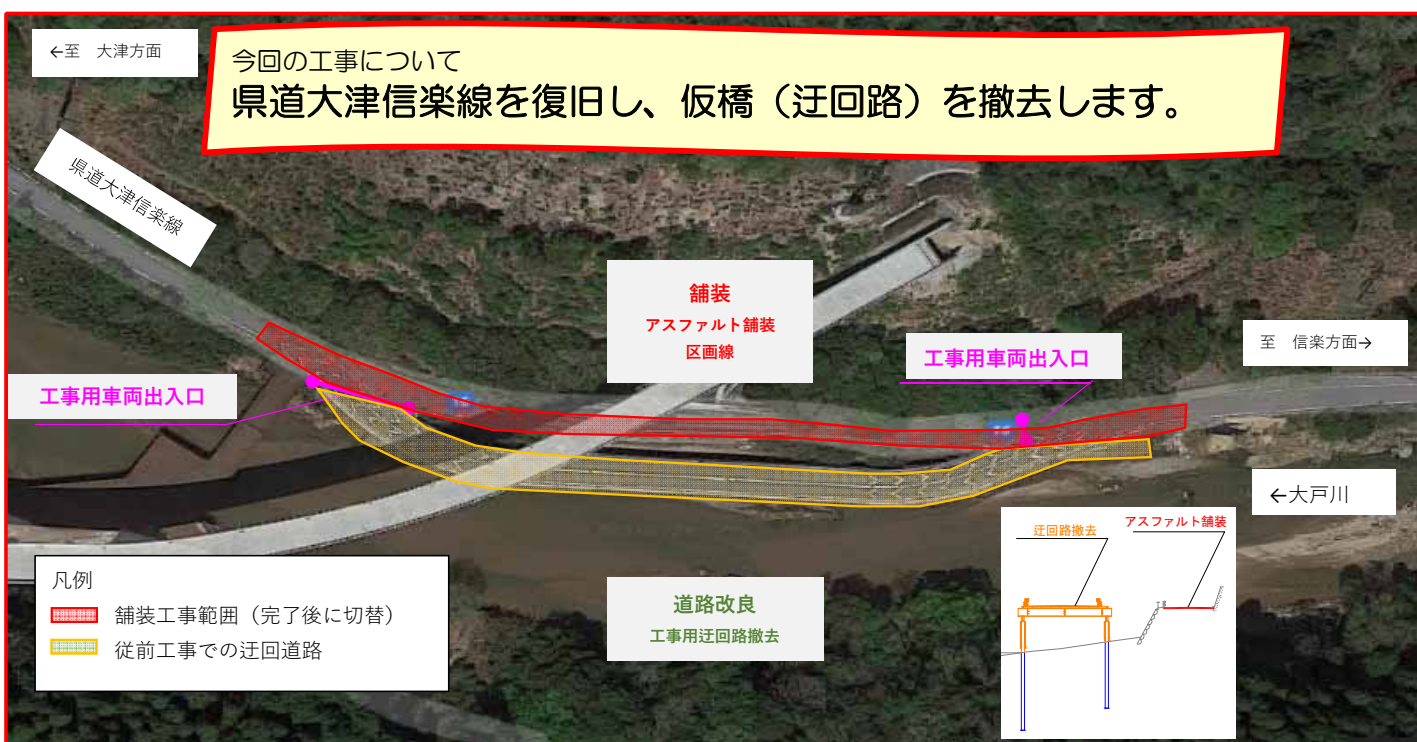 ←至　大津方面
今回の工事について
県道大津信楽線を復旧し、仮橋（迂回路）を撤去します。
県道大津信楽線
舗装
アスファルト舗装
区画線
至　信楽方面→
工事用車両出入口
工事用車両出入口
←大戸川
凡例
舗装工事範囲（完了後に切替）
従前工事での迂回道路
道路改良
工事用迂回路撤去
迂回路撤去
アスファルト舗装